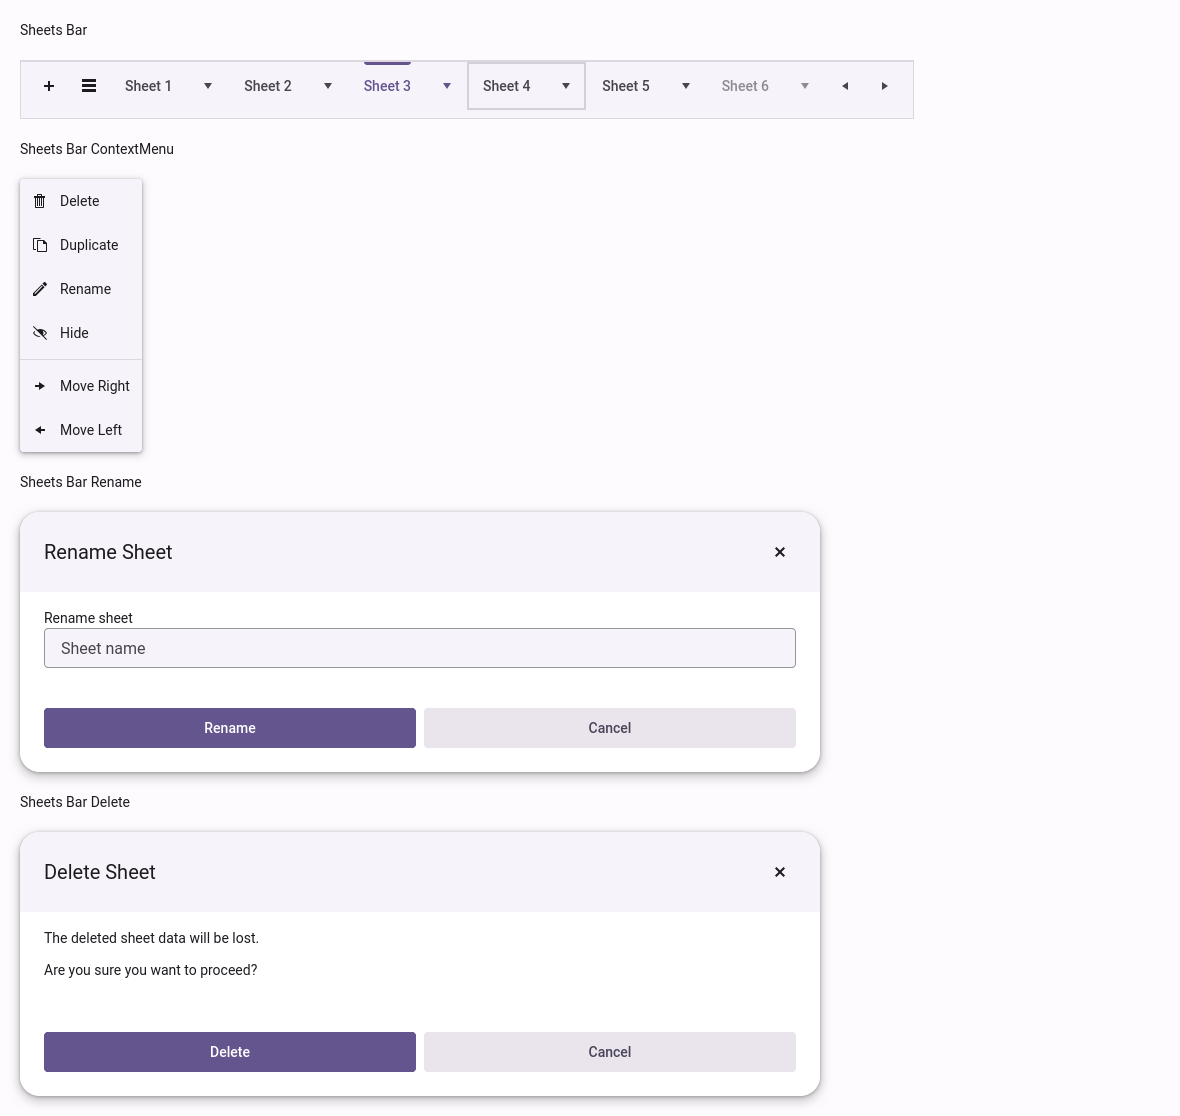 Sheets Bar
Sheet 1 Sheet 2 Sheet 3 Sheet 4 Sheet 5 Sheet 6
Sheets Bar ContextMenu
Delete
Duplicate
Rename
Hide
Move Right
Move Left
Sheets Bar Rename
Rename Sheet
Rename sheet
Sheet name
Rename Cancel
Sheets Bar Delete
Delete Sheet
The deleted sheet data will be lost.
Are you sure you want to proceed?
Delete Cancel